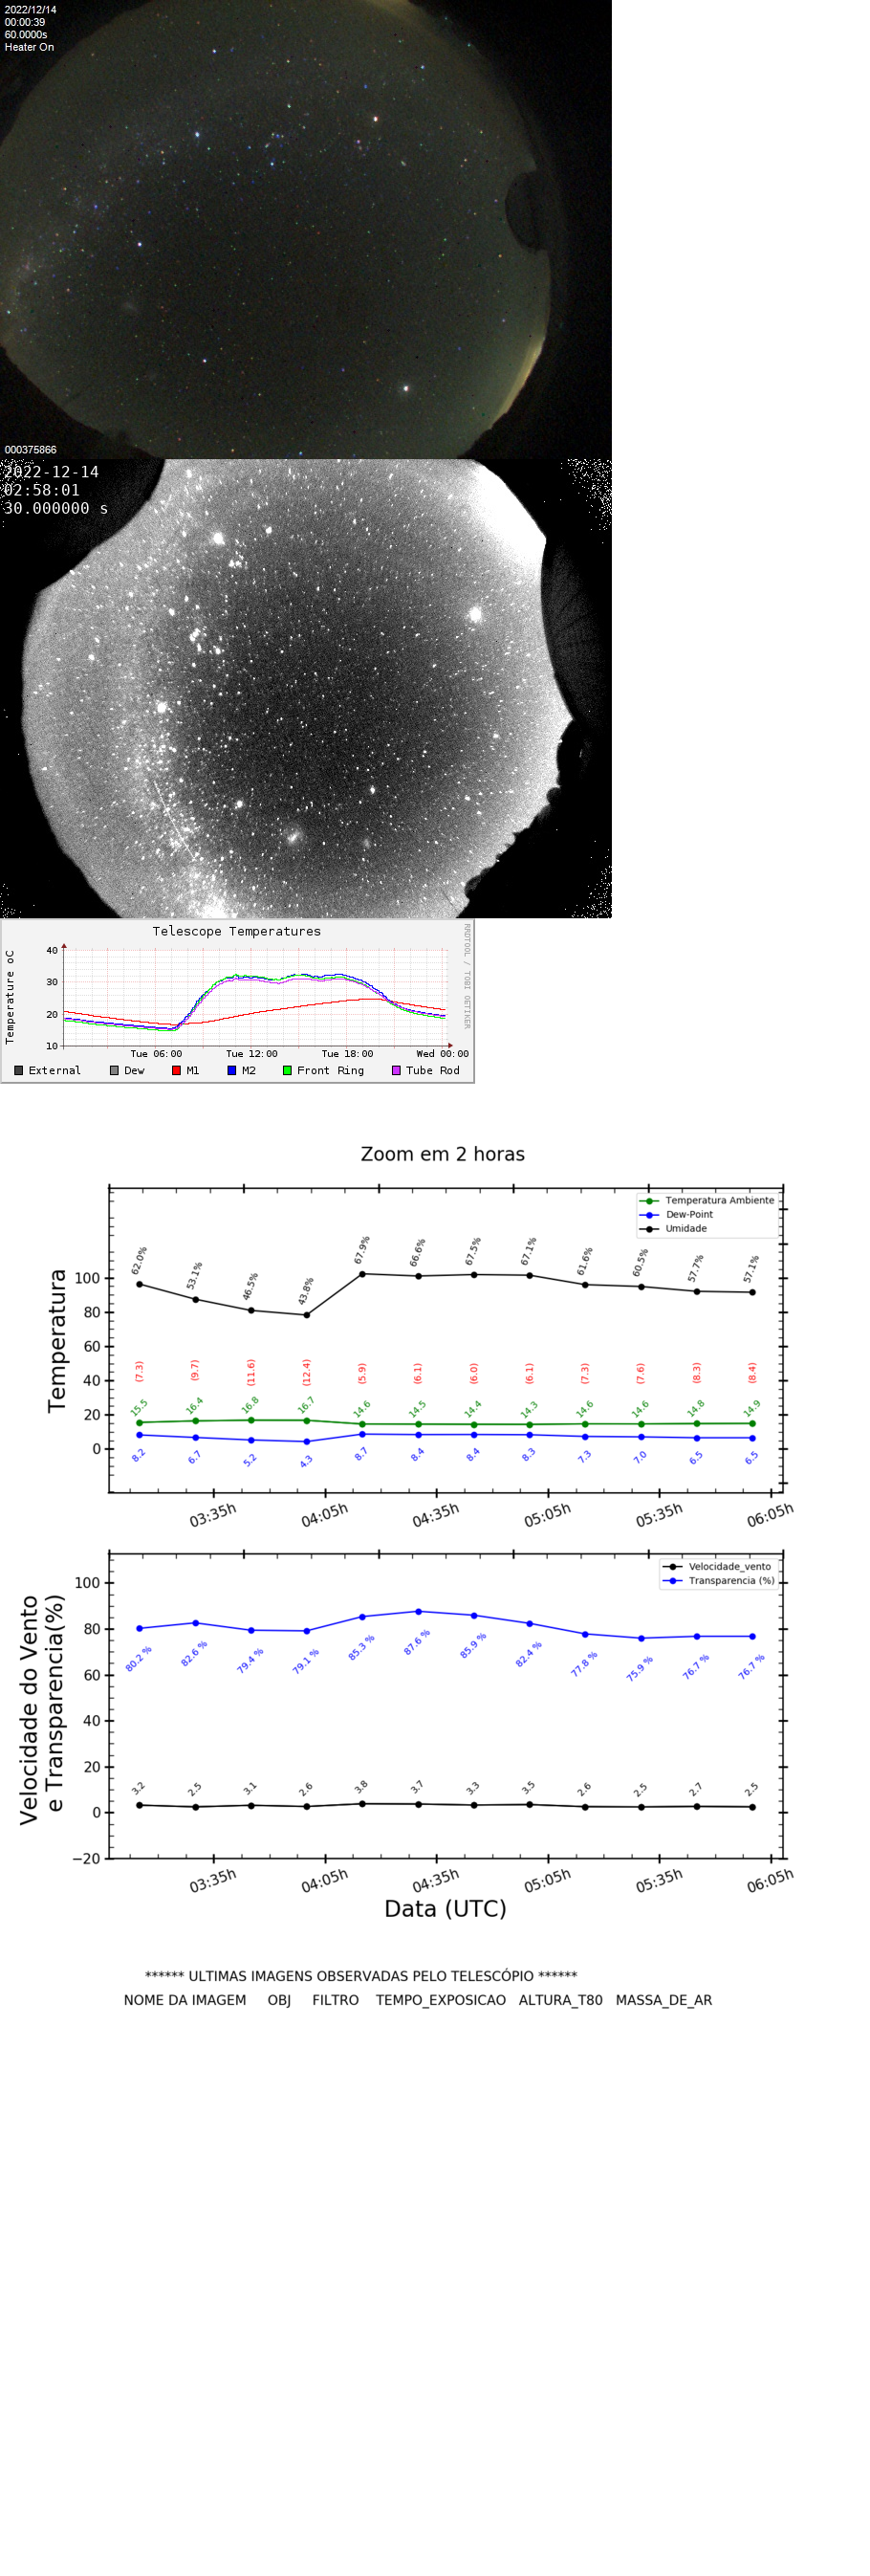 2022/12/14
00:00:39
60.0000s
Heater On
000375866
2022-12-14
02:58:01
30.000000 s
Telescope Temperatures
RRDTOOL / TOBI OETIKER
Temperature oC
40
30
20
10
Tue 06:00 Tue 12:00 Tue 18:00 Wed 00:00
External Dew M1 M2 Front Ring Tube Rod
Zoom em 2 horas
Temperatura Ambiente
Dew-Point
Umidade
Temperatura
100
80
60
40
20
0
62.0% 53.1% 46.5% 43.8% 67.9% 66.6% 67.5% 67.1% 61.6% 60.5% 57.7% 57.1%
(7.3) (9.7) (11.6) (12.4) (5.9) (6.1) (6.0) (6.1) (7.3) (7.6) (8.3) (8.4)
15.5 16.4 16.8 16.7 14.6 14.5 14.4 14.3 14.6 14.6 14.8 14.9
8.2 6.7 5.2 4.3 8.7 8.4 8.4 8.3 7.3 7.0 6.5 6.5
03:35h 04:05h 04:35h 05:05h 05:35h 06:05h
Velocidade_vento
Transparencia (%)
Velocidade do Vento
e Transparencia(%)
100
80
60
40
20
0
−20
80.2 % 82.6 % 79.4 % 79.1 % 85.3 % 87.6 % 85.9 % 82.4 % 77.8 % 75.9 % 76.7 % 76.7 %
3.2 2.5 3.1 2.6 3.8 3.7 3.3 3.5 2.6 2.5 2.7 2.5
03:35h 04:05h 04:35h 05:05h 05:35h 06:05h
Data (UTC)
****** ULTIMAS IMAGENS OBSERVADAS PELO TELESCÓPIO ******
NOME DA IMAGEM OBJ FILTRO TEMPO_EXPOSICAO ALTURA_T80 MASSA_DE_AR